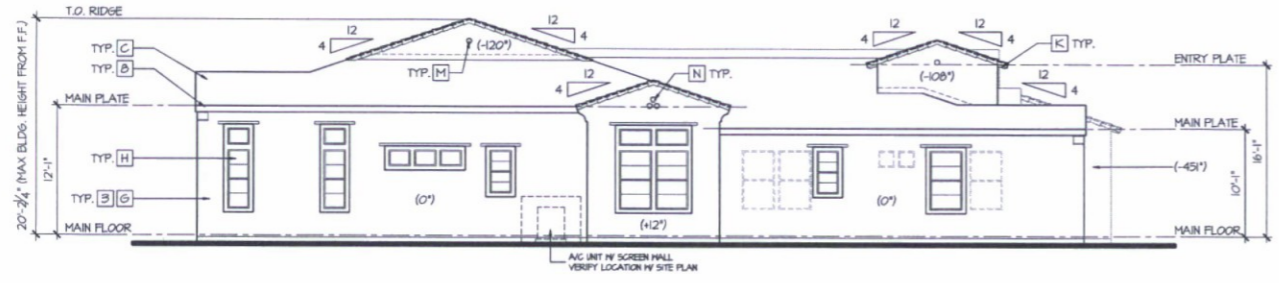 T.O. RIDGE
20'-2 1/4" (MAX BLDG. HEIGHT FROM F.F.)
12
4
(-120")
12
4
12
4
12
4
TYP. C
TYP. B
TYP. M
K TYP.
ENTRY PLATE
(-108")
12
4
N TYP.
12
4
MAIN PLATE
MAIN PLATE
12'-1"
TYP. H
TYP. 3 G
(0")
(+12")
(0")
(-451")
10'-1"
16'-1"
MAIN FLOOR
MAIN FLOOR
A/C UNIT W/ SCREEN WALL
VERIFY LOCATION W/ SITE PLAN